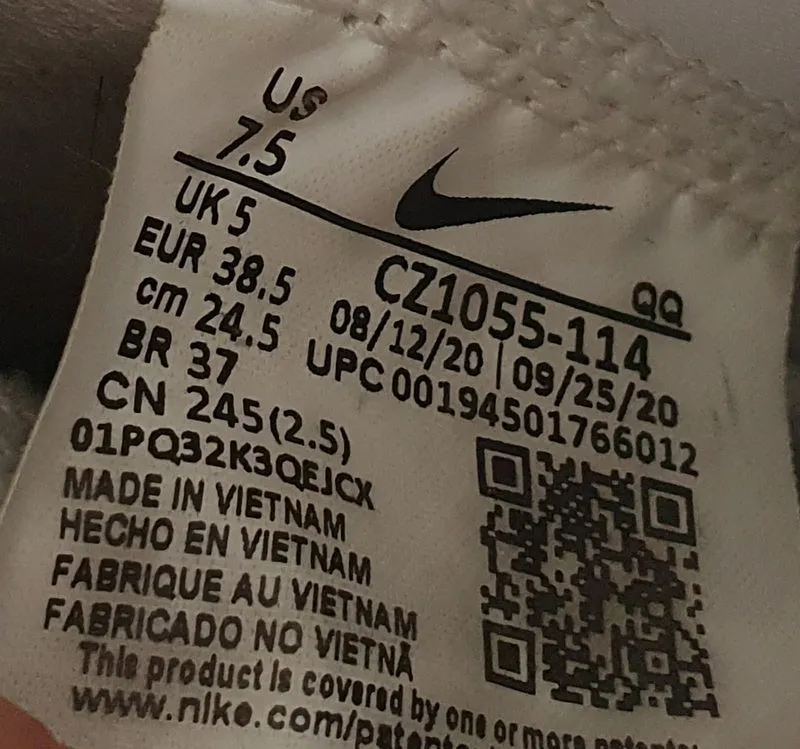 US
7.5
UK 5
EUR 38.5
cm 24.5
BR 37
CN 245(2.5)
QQ
CZ1055-114
08/12/20 | 09/25/20
UPC 00194501766012
01PQ32K3QEJCX
MADE IN VIETNAM
HECHO EN VIETNAM
FABRIQUE AU VIETNAM
FABRICADO NO VIETNÃ
This product is covered by one or more patents.
www.nike.com/patents